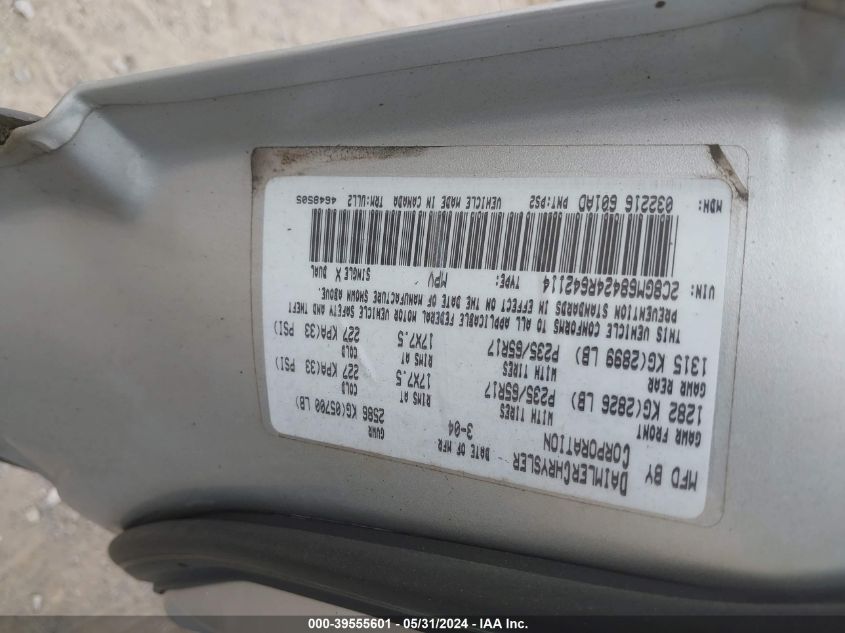 MFD BY DAIMLERCHRYSLER CORPORATION
DATE OF MFR 3-04
GVWR 2586 KG(05700 LB)
GAWR FRONT 1282 KG(2826 LB)
WITH TIRES P235/65R17
RIMS AT 17X7.5
COLD 227 KPA(33 PSI)
GAWR REAR 1315 KG(2899 LB)
WITH TIRES P235/65R17
RIMS AT 17X7.5
COLD 227 KPA(33 PSI)
THIS VEHICLE CONFORMS TO ALL APPLICABLE FEDERAL MOTOR VEHICLE SAFETY AND THEFT
PREVENTION STANDARDS IN EFFECT ON THE DATE OF MANUFACTURE SHOWN ABOVE.
VIN: 2C8GM68424R642114 TYPE: MPV SINGLE X DUAL
MDH: 032216 601AD PNT:PS2 VEHICLE MADE IN CANADA TRM:ULL2 4648505
000-39555601 - 05/31/2024 - IAA Inc.